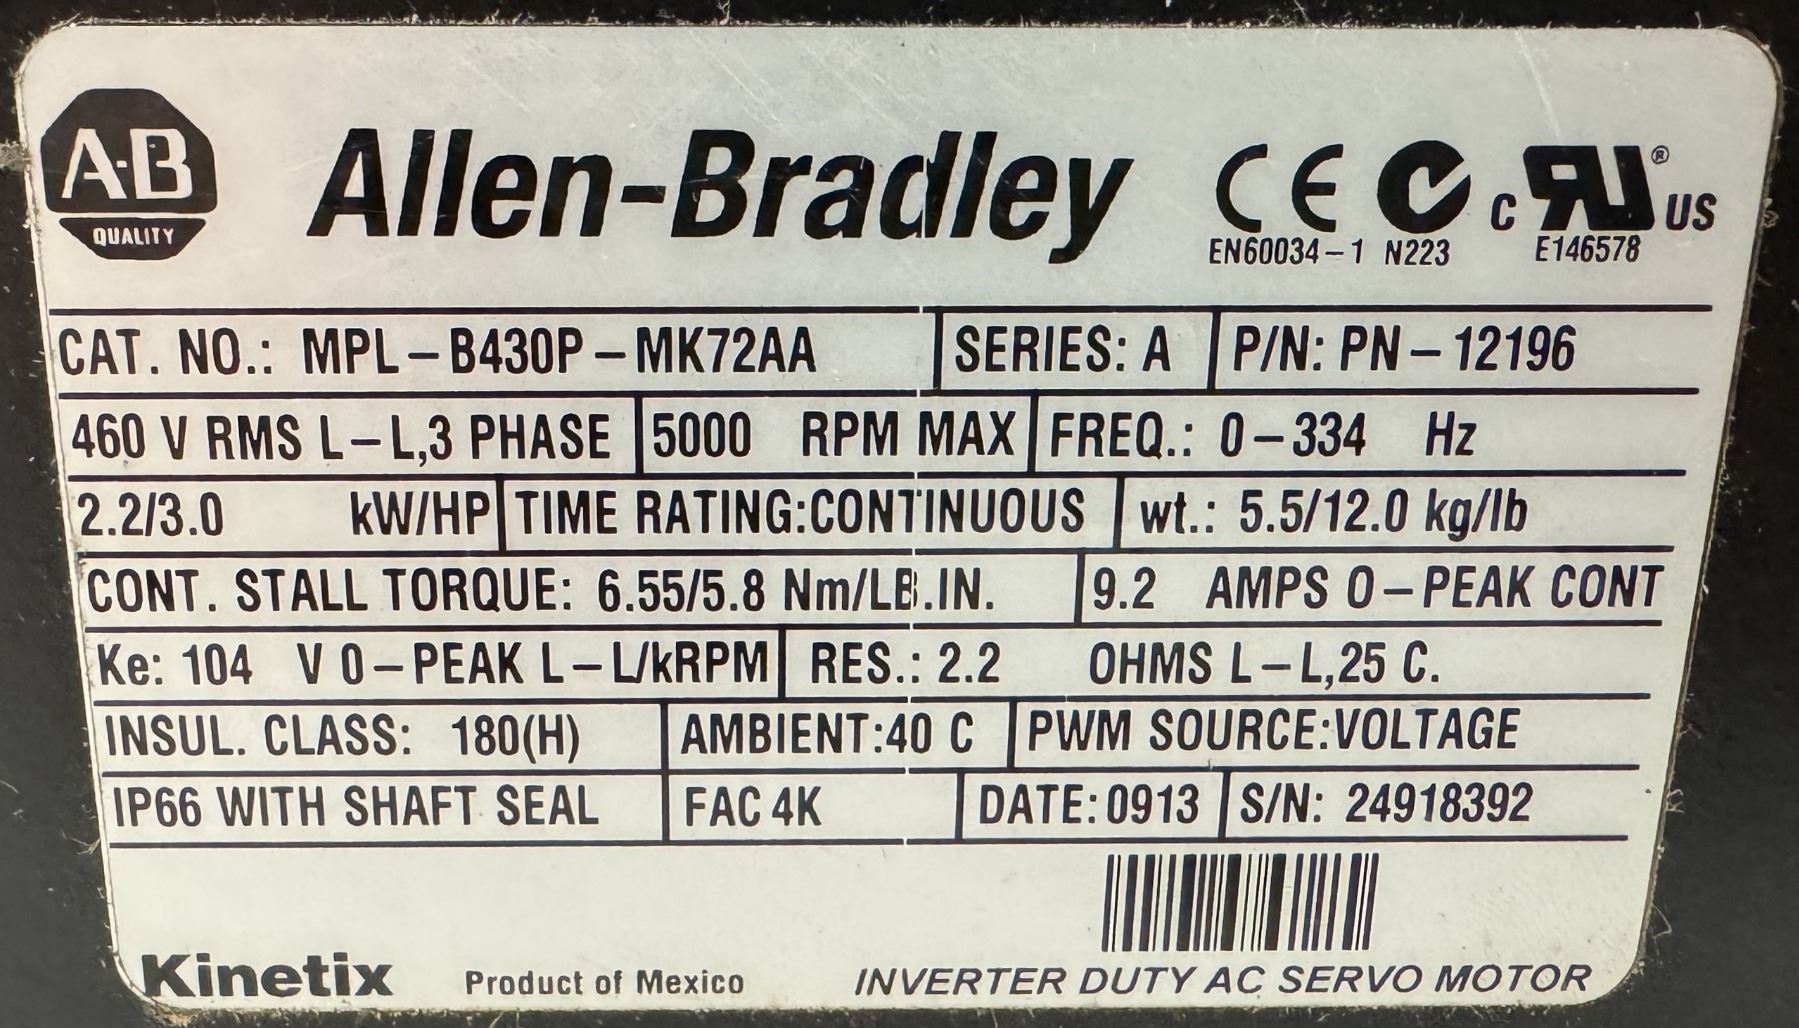 A-B QUALITY
Allen-Bradley
CE
c RU® US
EN60034-1 N223 E146578
CAT. NO.: MPL-B430P-MK72AA SERIES: A P/N: PN-12196
460 V RMS L-L,3 PHASE 5000 RPM MAX FREQ.: 0-334 Hz
2.2/3.0 kW/HP TIME RATING:CONTINUOUS wt.: 5.5/12.0 kg/lb
CONT. STALL TORQUE: 6.55/5.8 Nm/LB.IN. 9.2 AMPS 0-PEAK CONT
Ke: 104 V 0-PEAK L-L/kRPM RES.: 2.2 OHMS L-L,25 C.
INSUL. CLASS: 180(H) AMBIENT:40 C PWM SOURCE:VOLTAGE
IP66 WITH SHAFT SEAL FAC 4K DATE:0913 S/N: 24918392
Kinetix Product of Mexico INVERTER DUTY AC SERVO MOTOR